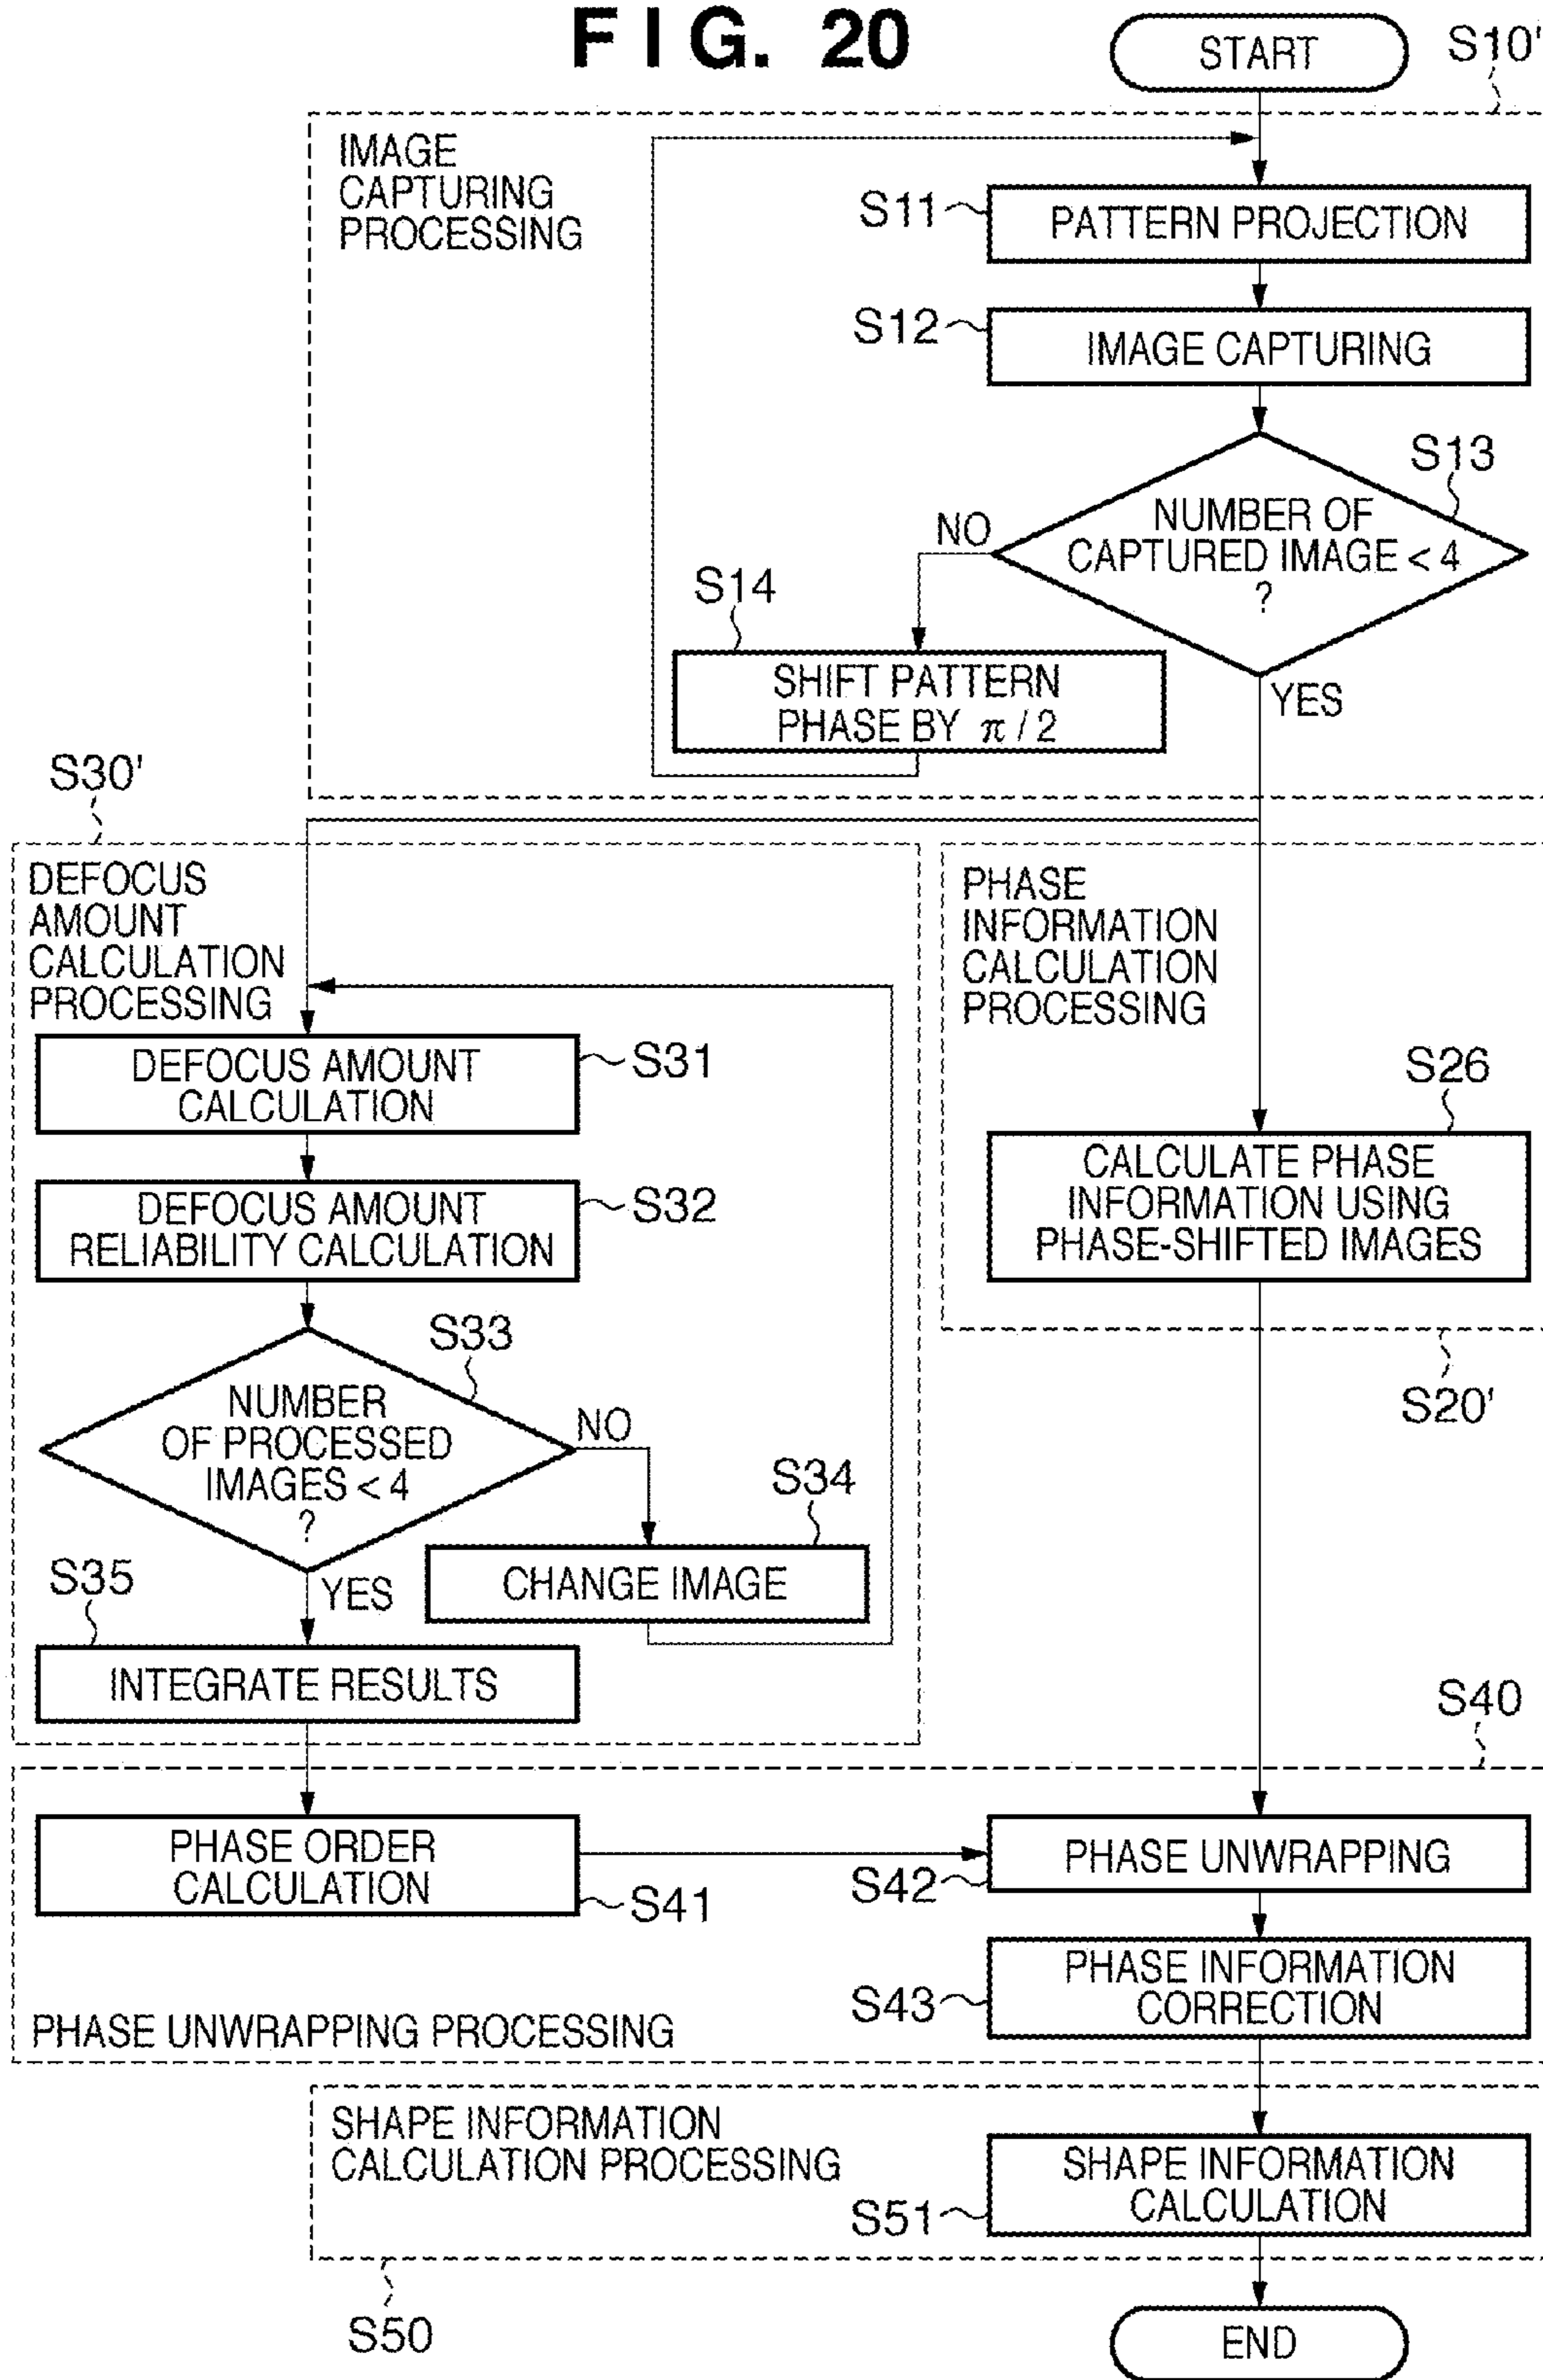 FIG. 20
START
S10'
IMAGE
CAPTURING
PROCESSING
S11
PATTERN PROJECTION
S12
IMAGE CAPTURING
S13
NUMBER OF
CAPTURED IMAGE < 4
?
NO
YES
S14
SHIFT PATTERN
PHASE BY π / 2
S30'
DEFOCUS
AMOUNT
CALCULATION
PROCESSING
PHASE
INFORMATION
CALCULATION
PROCESSING
DEFOCUS AMOUNT
CALCULATION
S31
S26
CALCULATE PHASE
INFORMATION USING
PHASE-SHIFTED IMAGES
DEFOCUS AMOUNT
RELIABILITY CALCULATION
S32
S20'
S33
NUMBER
OF PROCESSED
IMAGES < 4
?
NO
YES
S34
CHANGE IMAGE
S35
INTEGRATE RESULTS
S40
PHASE ORDER
CALCULATION
S41
S42
PHASE UNWRAPPING
S43
PHASE INFORMATION
CORRECTION
PHASE UNWRAPPING PROCESSING
SHAPE INFORMATION
CALCULATION PROCESSING
S51
SHAPE INFORMATION
CALCULATION
S50
END